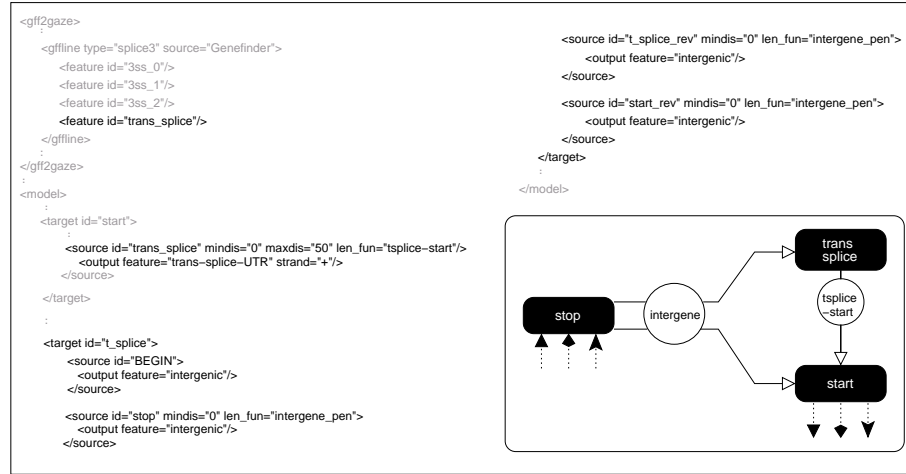 <gff2gaze>
:
<gffline type="splice3" source="Genefinder">
<feature id="3ss_0"/>
<feature id="3ss_1"/>
<feature id="3ss_2"/>
<feature id="trans_splice"/>
</gffline>
:
</gff2gaze>
:
<model>
:
<target id="start">
:
<source id="trans_splice" mindis="0" maxdis="50" len_fun="tsplice−start"/>
<output feature="trans−splice−UTR" strand="+"/>
</source>
</target>
:
<target id="t_splice">
<source id="BEGIN">
<output feature="intergenic"/>
</source>
<source id="stop" mindis="0" len_fun="intergene_pen">
<output feature="intergenic"/>
</source>
<source id="t_splice_rev" mindis="0" len_fun="intergene_pen">
<output feature="intergenic"/>
</source>
<source id="start_rev" mindis="0" len_fun="intergene_pen">
<output feature="intergenic"/>
</source>
</target>
:
</model>
trans
splice
tsplice
−start
stop
intergene
start